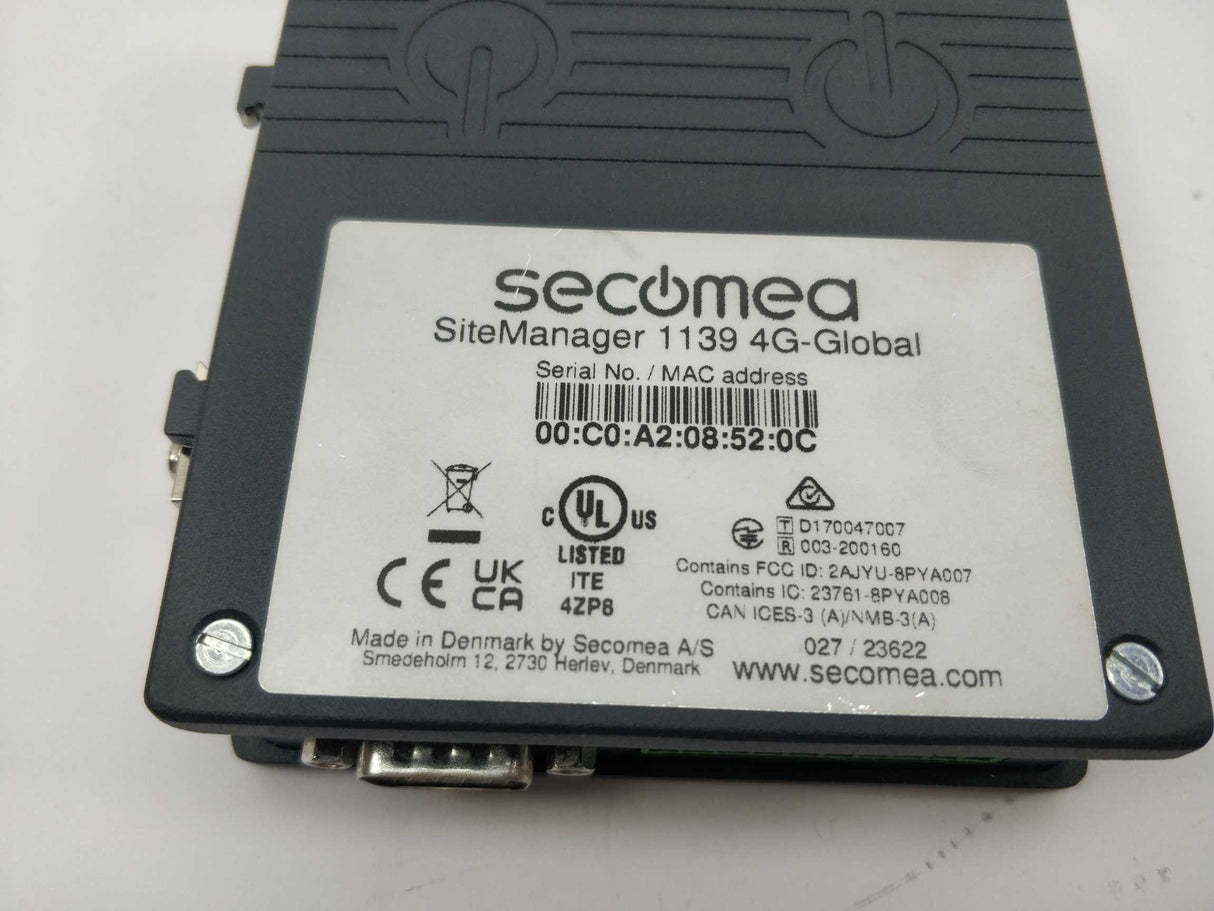 secomea
SiteManager 1139 4G-Global
Serial No. / MAC address
00:C0:A2:08:52:0C
C UL US
LISTED
ITE
4ZP8
CE
UK
CA
T D170047007
R 003-200160
Contains FCC ID: 2AJYU-8PYA007
Contains IC: 23761-8PYA008
CAN ICES-3 (A)/NMB-3(A)
027 / 23622
Made in Denmark by Secomea A/S
Smedeholm 12, 2730 Herlev, Denmark
www.secomea.com